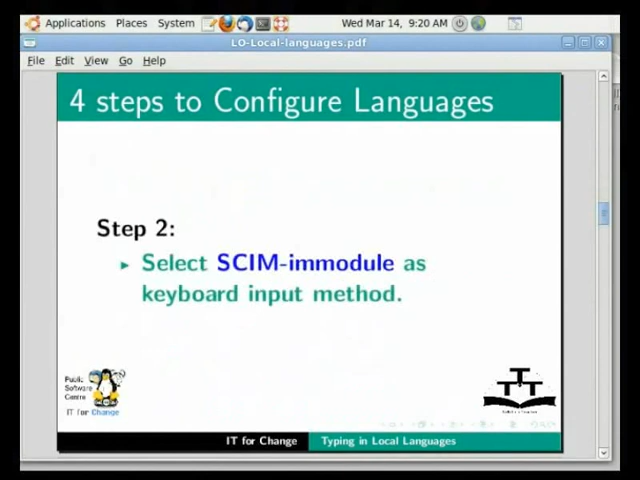 Applications Places System Wed Mar 14, 9:20 AM
LO-Local-languages.pdf
File Edit View Go Help
4 steps to Configure Languages
Step 2:
Select SCIM-immodule as
keyboard input method.
Public
Software
Centre
IT for Change
IT for Change Typing in Local Languages